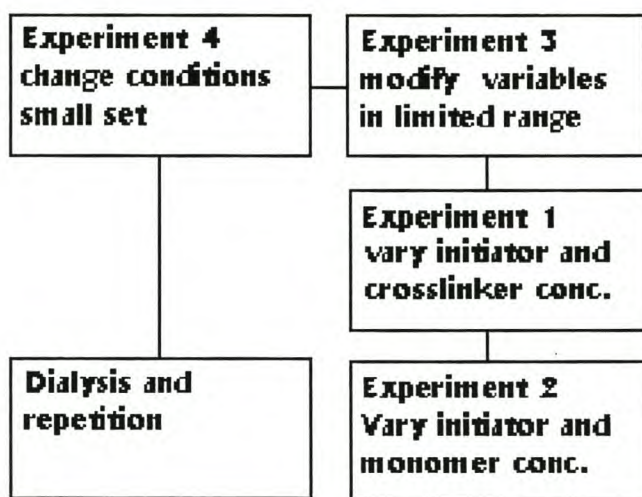 Experiment 4
change conditions
small set
Experiment 3
modify variables
in limited range
Experiment 1
vary initiator and
crosslinker conc.
Dialysis and
repetition
Experiment 2
Vary initiator and
monomer conc.